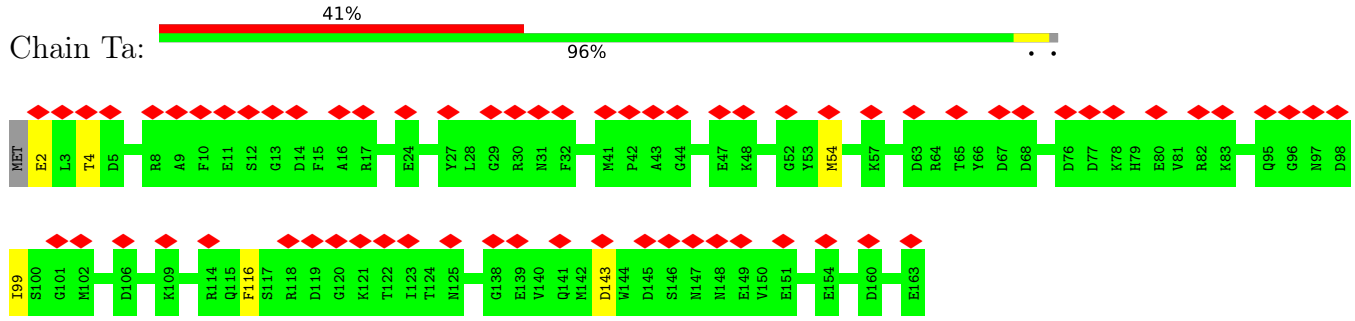 41%
Chain Ta:
96%
. .
MET E2 L3 T4 D5 R8 A9 F10 E11 S12 G13 D14 F15 A16 R17 E24 Y27 L28 G29 R30 N31 F32 M41 P42 A43 G44 E47 K48 G52 Y53 M54 K57 D63 R64 T65 Y66 D67 D68 D76 D77 K78 H79 E80 V81 R82 K83 Q95 G96 N97 D98
I99 S100 G101 M102 D106 K109 R114 Q115 F116 S117 R118 D119 G120 K121 T122 I123 T124 N125 G138 E139 V140 Q141 M142 D143 W144 D145 S146 N147 N148 E149 V150 E151 E154 D160 E163